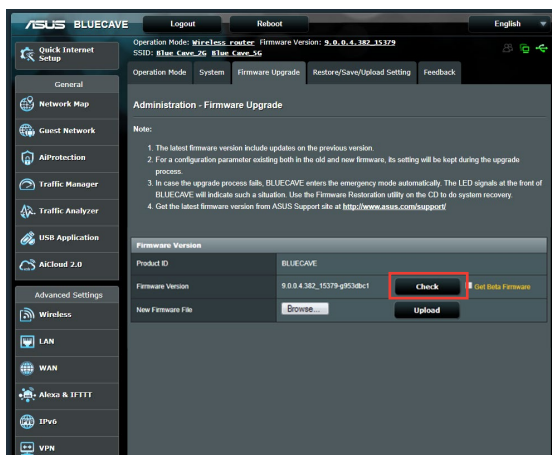 ASUS BLUECAVE
Logout
Reboot
English
Quick Internet
Setup
Operation Mode: Wireless router Firmware Version: 9.0.0.4.382_15379
SSID: Blue Cave_2G Blue Cave_5G
Operation Mode
System
Firmware Upgrade
Restore/Save/Upload Setting
Feedback
General
Network Map
Guest Network
AiProtection
Traffic Manager
Traffic Analyzer
USB Application
AiCloud 2.0
Advanced Settings
Wireless
LAN
WAN
Alexa & IFTTT
IPv6
VPN
Administration - Firmware Upgrade
Note:
1. The latest firmware version include updates on the previous version.
2. For a configuration parameter existing both in the old and new firmware, its setting will be kept during the upgrade
process.
3. In case the upgrade process fails, BLUECAVE enters the emergency mode automatically. The LED signals at the front of
BLUECAVE will indicate such a situation. Use the Firmware Restoration utility on the CD to do system recovery.
4. Get the latest firmware version from ASUS Support site at http://www.asus.com/support/
Firmware Version
Product ID BLUECAVE
Firmware Version 9.0.0.4.382_15379-g953dbc1 Check Get Beta Firmware
New Firmware File Browse... Upload